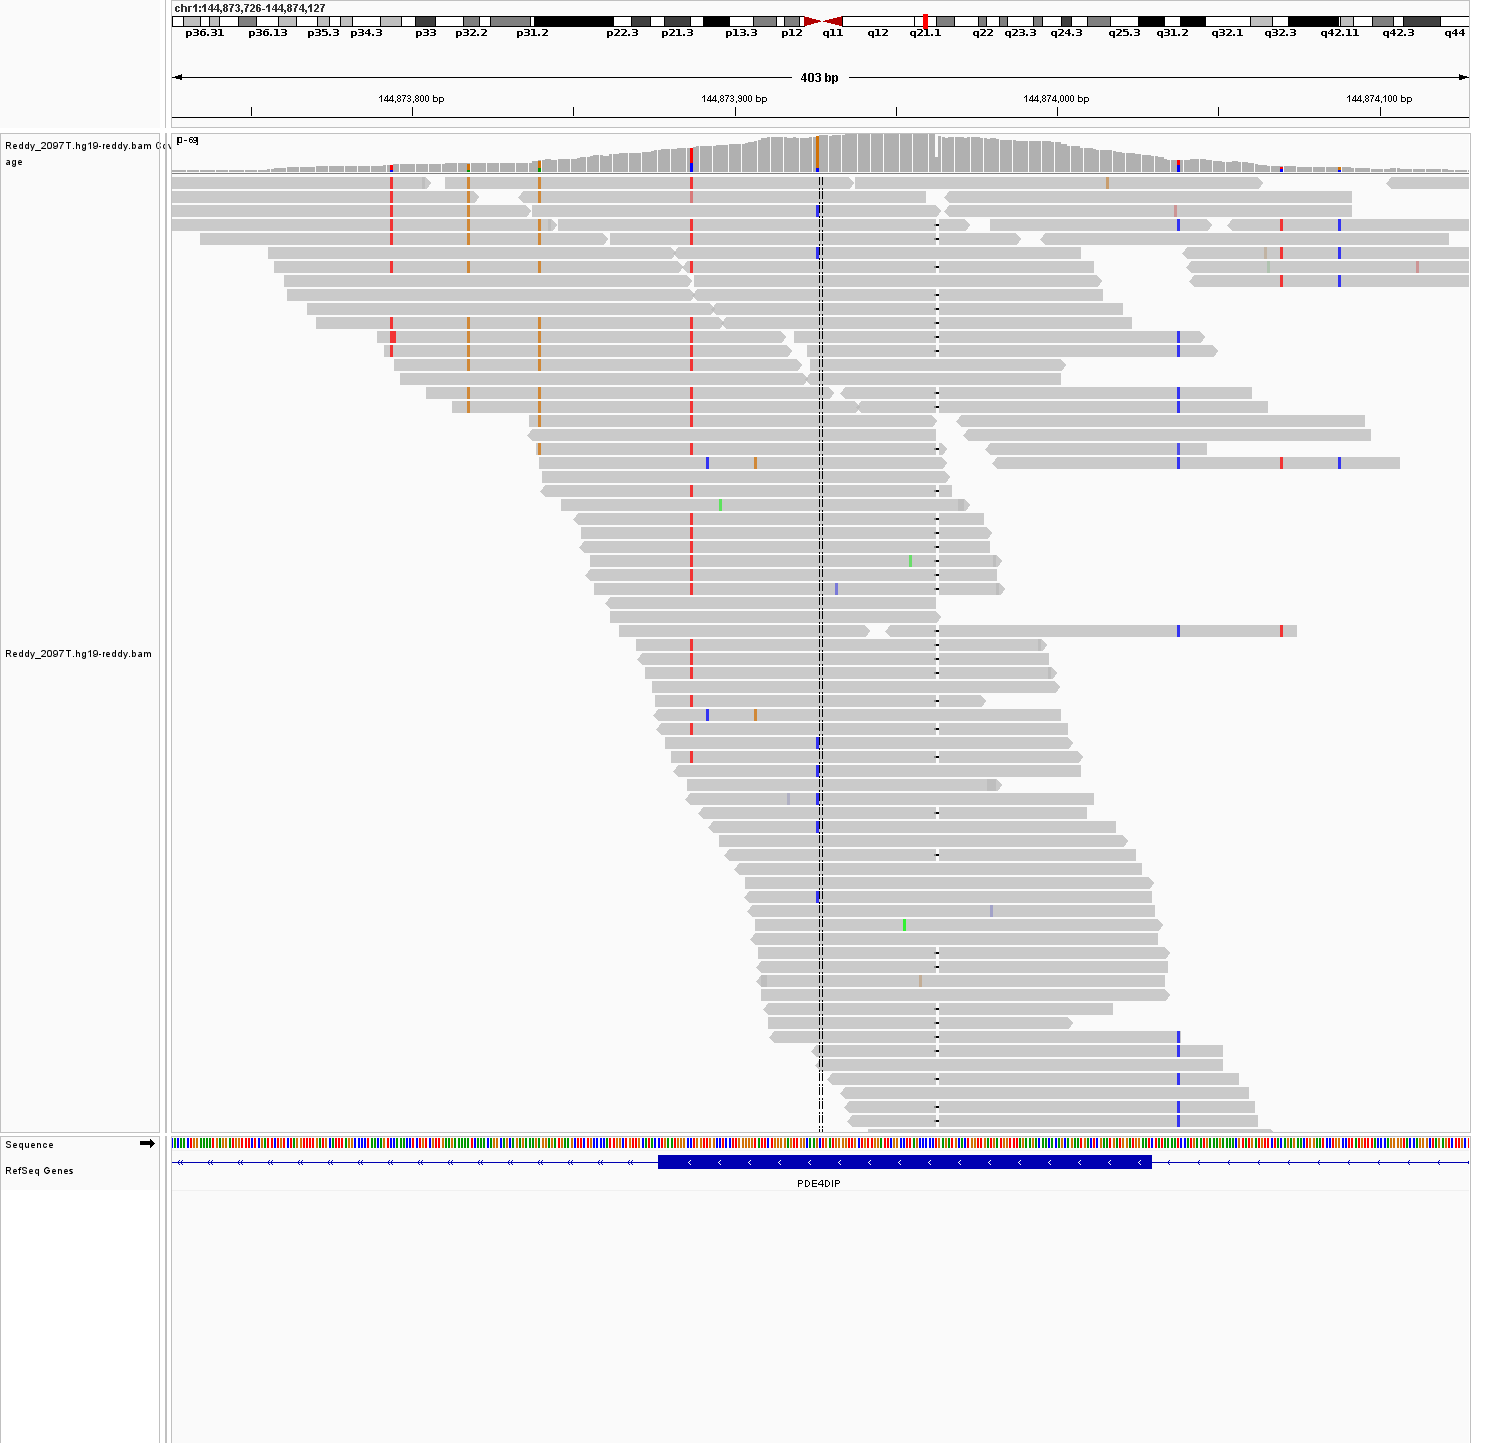 chr1:144,873,726-144,874,127
p36.31 p36.13 p35.3 p34.3 p33 p32.2 p31.2 p22.3 p21.3 p13.3 p12 q11 q12 q21.1 q22 q23.3 q24.3 q25.3 q31.2 q32.1 q32.3 q42.11 q42.3 q44
403 bp
144,873,800 bp 144,873,900 bp 144,874,000 bp 144,874,100 bp
[0 - 69]
Reddy_2097T.hg19-reddy.bam Cov
age
Reddy_2097T.hg19-reddy.bam
Sequence
RefSeq Genes
PDE4DIP